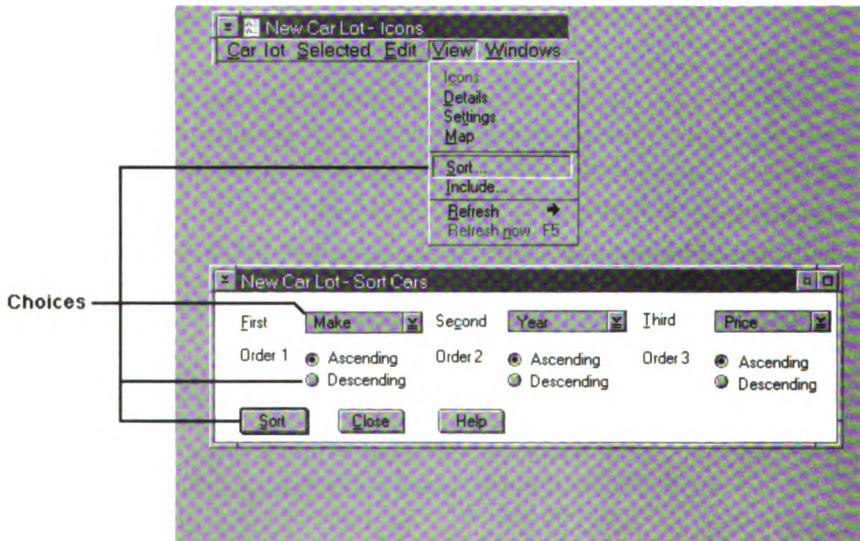 New Car Lot - Icons
Car lot Selected Edit View Windows
Icons
Details
Settings
Map
Sort...
Include...
Refresh
Refresh now F5
Choices
New Car Lot - Sort Cars
First Make Second Year Third Price
Order 1 Ascending Order 2 Ascending Order 3 Ascending
Descending Descending Descending
Sort Close Help